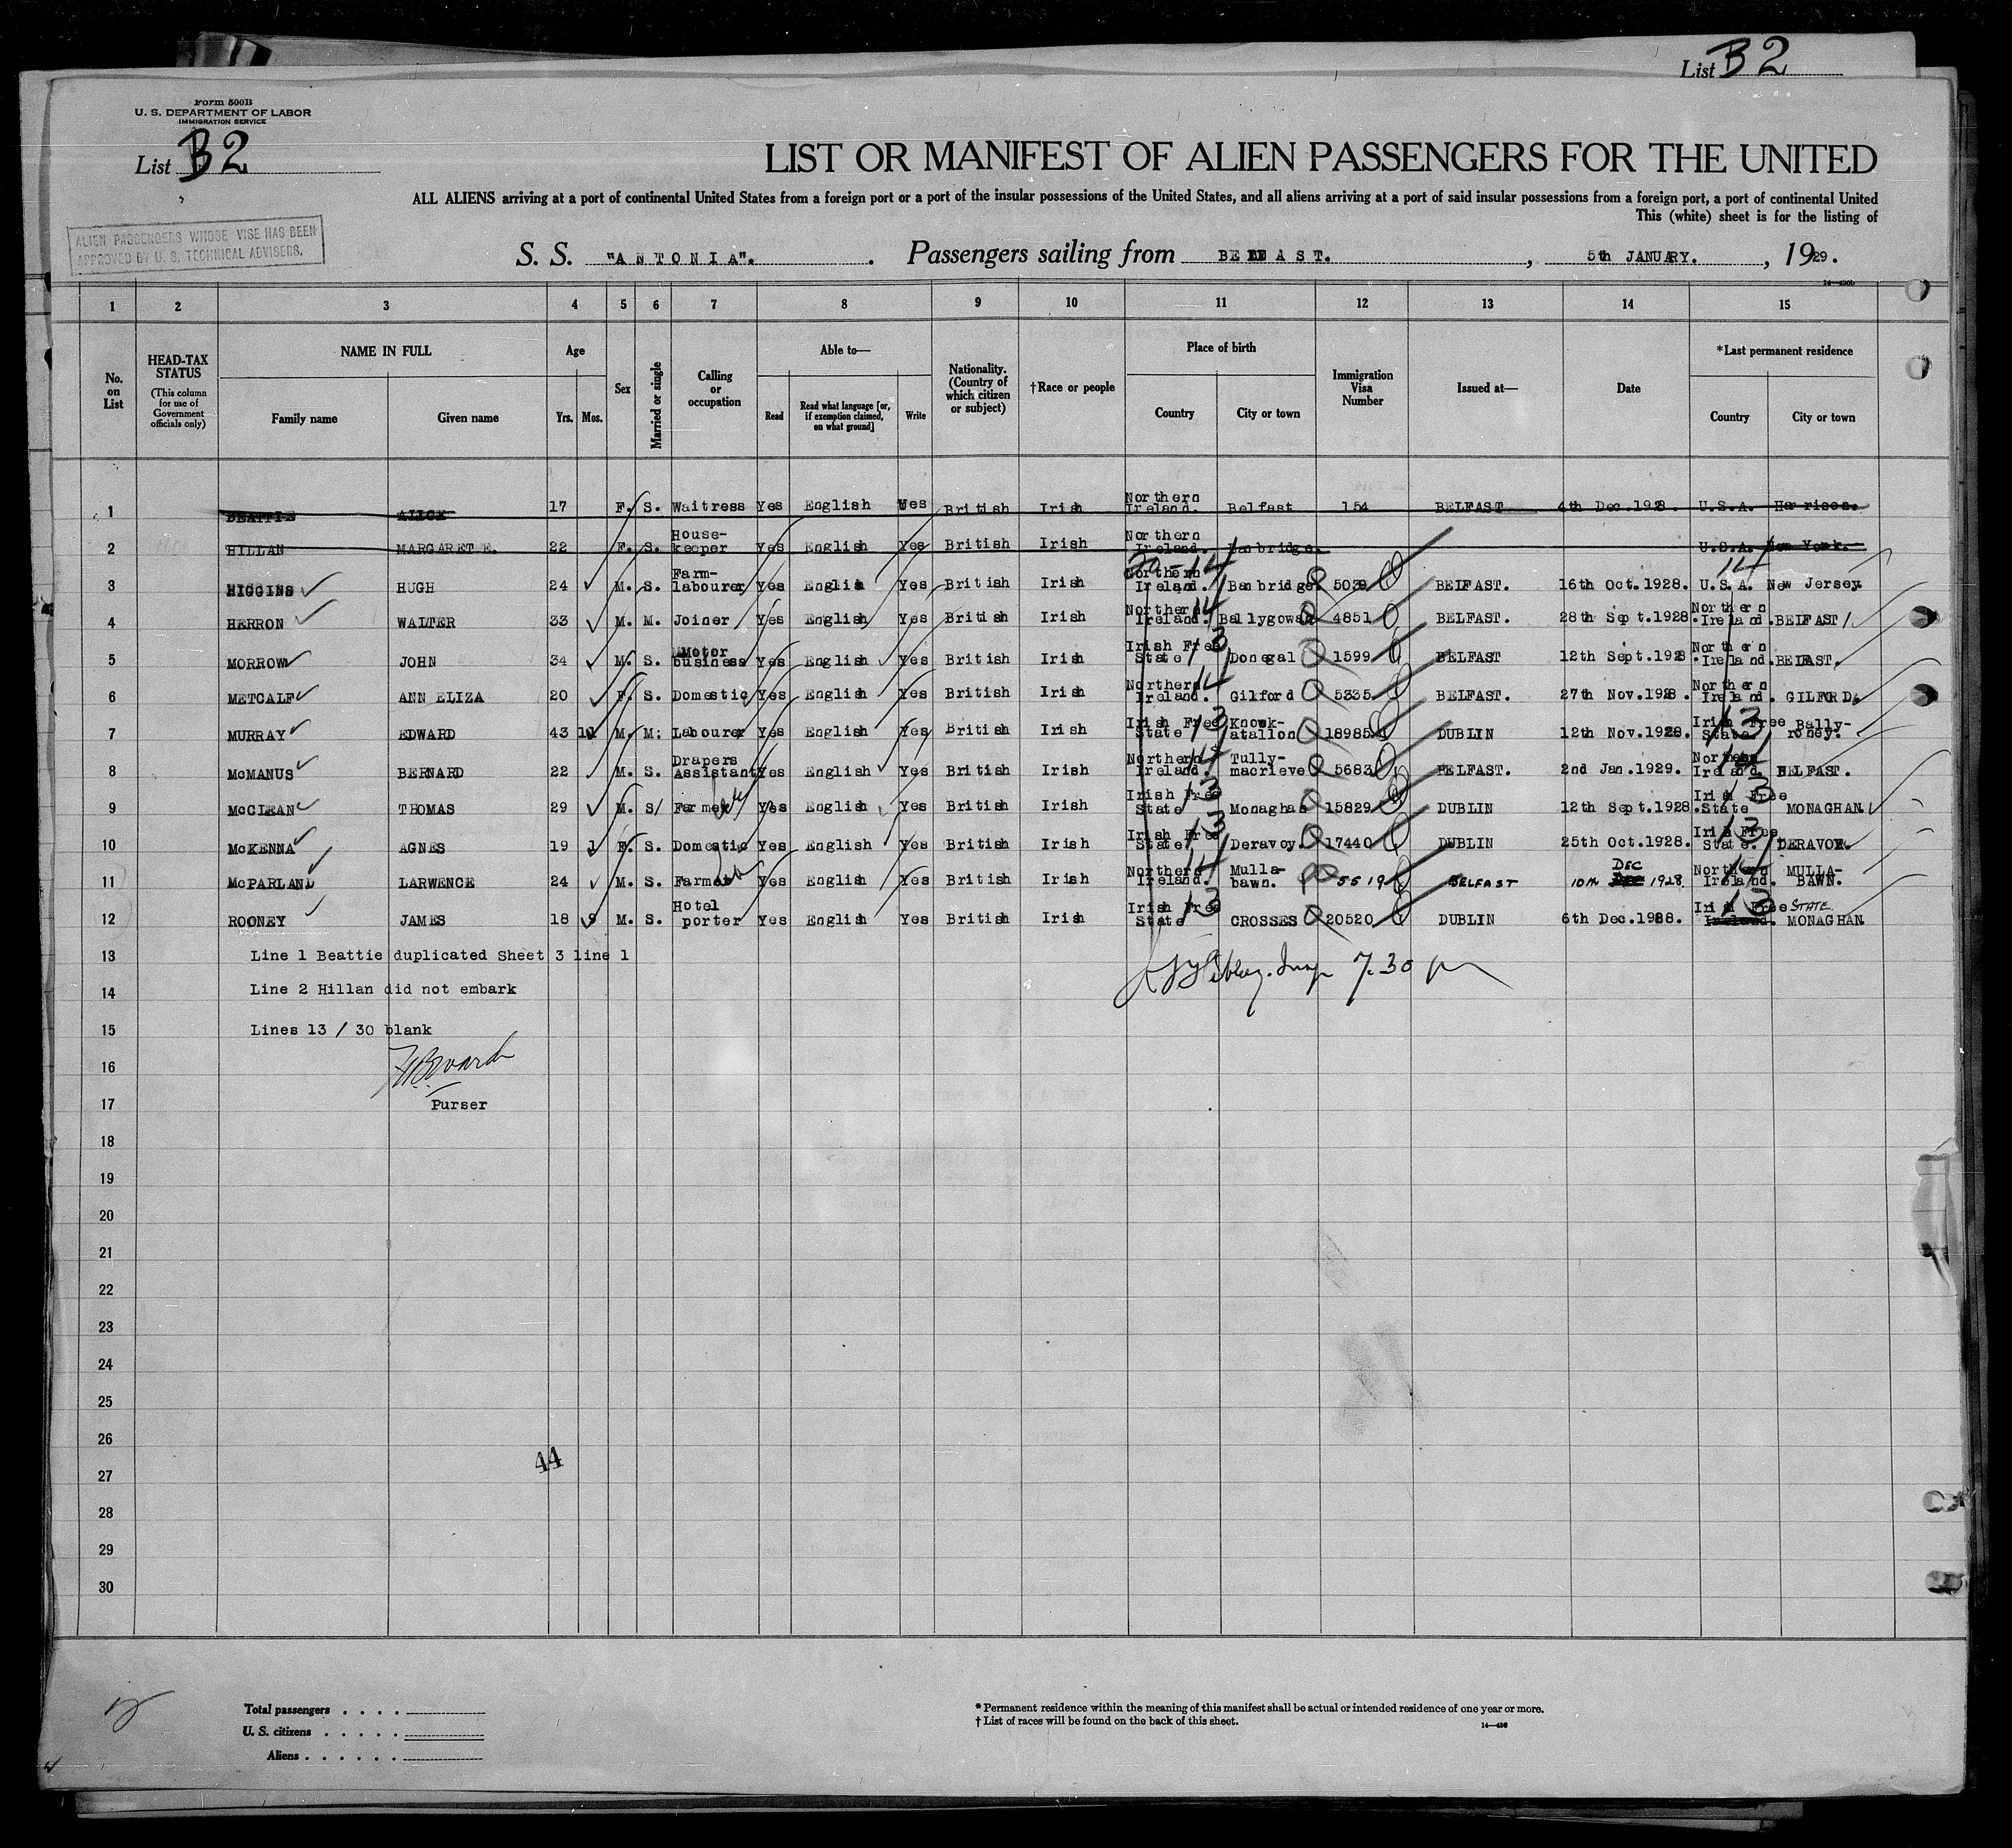 List B2
Form 500B
U. S. DEPARTMENT OF LABOR
IMMIGRATION SERVICE
List B2
LIST OR MANIFEST OF ALIEN PASSENGERS FOR THE UNITED
ALL ALIENS arriving at a port of continental United States from a foreign port or a port of the insular possessions of the United States, and all aliens arriving at a port of said insular possessions from a foreign port, a port of continental United
This (white) sheet is for the listing of
ALIEN PASSENGERS WHOSE VISE HAS BEEN
APPROVED BY U. S. TECHNICAL ADVISERS.
S. S. "ANTONIA". Passengers sailing from BELFAST. , 5th JANUARY. , 1929.
1 2 3 4 5 6 7 8 9 10 11 12 13 14 15
No. on List
HEAD-TAX STATUS (This column for use of Government officials only)
NAME IN FULL Family name Given name
Age Yrs. Mos.
Sex
Married or single
Calling or occupation
Able to— Read Read what language [or, if exemption claimed, on what ground] Write
Nationality. (Country of which citizen or subject)
†Race or people
Place of birth Country City or town
Immigration Visa Number
Issued at—
Date
*Last permanent residence Country City or town
1 BEATTIE ALICE 17 F. S. Waitress Yes English Yes British Irish Northern Ireland. Belfast 154 BELFAST 4th Dec.1928. U.S.A. Harrison.
2 HILLAN MARGARET E. 22 F. S. House-keeper Yes English Yes British Irish Northern Ireland. Banbridge. U.S.A. New York.
3 HIGGINS HUGH 24 M. S. Farm-labourer Yes English Yes British Irish Northern Ireland. Banbridge 5039 BELFAST. 16th Oct.1928. U.S.A. New Jersey.
4 HERRON WALTER 33 M. M. Joiner Yes English Yes British Irish Northern Ireland. Ballygowan 4851 BELFAST. 28th Sept.1928. Northern Ireland. BELFAST
5 MORROW JOHN 34 M. S. Motor business Yes English Yes British Irish Irish Free State Donegal 1599 BELFAST 12th Sept.1928 Northern Ireland. BELFAST.
6 METCALF ANN ELIZA 20 F. S. Domestic Yes English Yes British Irish Northern Ireland. Gilford 5335 BELFAST. 27th Nov.1928. Northern Ireland. GILFORD.
7 MURRAY EDWARD 43 M. M. Labourer Yes English Yes British Irish Irish Free State Knock-atallon 18985 DUBLIN 12th Nov.1928. Irish Free State. Bally-roney.
8 McMANUS BERNARD 22 M. S. Drapers Assistant Yes English Yes British Irish Northern Ireland. Tully-macrieve 5683 BELFAST. 2nd Jan.1929. Northern Ireland. BELFAST.
9 McCLEAN THOMAS 29 M. S/ Farmer Yes English Yes British Irish Irish Free State Monaghan 15829 DUBLIN 12th Sept.1928. Irish Free State MONAGHAN.
10 McKENNA AGNES 19 1 F. S. Domestic Yes English Yes British Irish Irish Free State Deravoy. 17440 DUBLIN 25th Oct.1928. Irish Free State. DERAVOY.
11 McPARLAND LARWENCE 24 M. S. Farmer Yes English Yes British Irish Northern Ireland. Mulla-bawn. 5519 BELFAST 10th DEC 1928. Northern Ireland. MULLA-BAWN.
12 ROONEY JAMES 18 9 M. S. Hotel porter Yes English Yes British Irish Irish Free State CROSSES 20520 DUBLIN 6th Dec.1928. Irish Free STATE Ireland. MONAGHAN.
13 Line 1 Beattie duplicated Sheet 3 line 1
7.30 pm
14 Line 2 Hillan did not embark
15 Lines 13 / 30 blank
16
17 Purser
18
19
20
21
22
23
24
25
26
44
27
28
29
30
Total passengers . . . .
U. S. citizens . . . . .
Aliens . . . . . .
* Permanent residence within the meaning of this manifest shall be actual or intended residence of one year or more.
† List of races will be found on the back of this sheet.